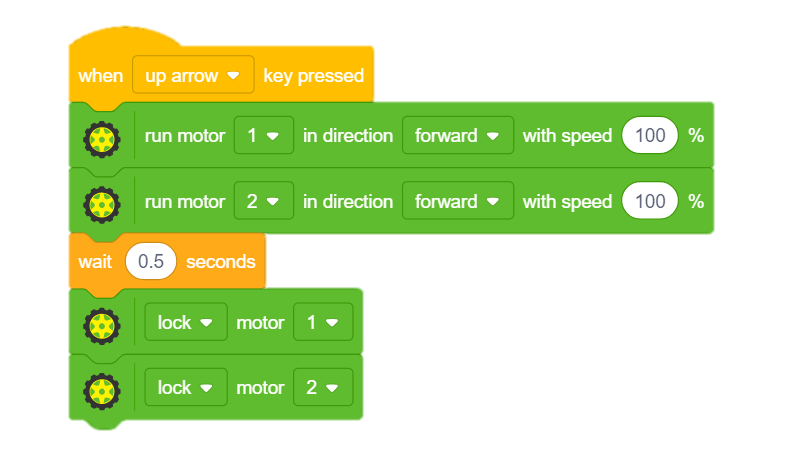 when up arrow key pressed
run motor 1 in direction forward with speed 100 %
run motor 2 in direction forward with speed 100 %
wait 0.5 seconds
lock motor 1
lock motor 2